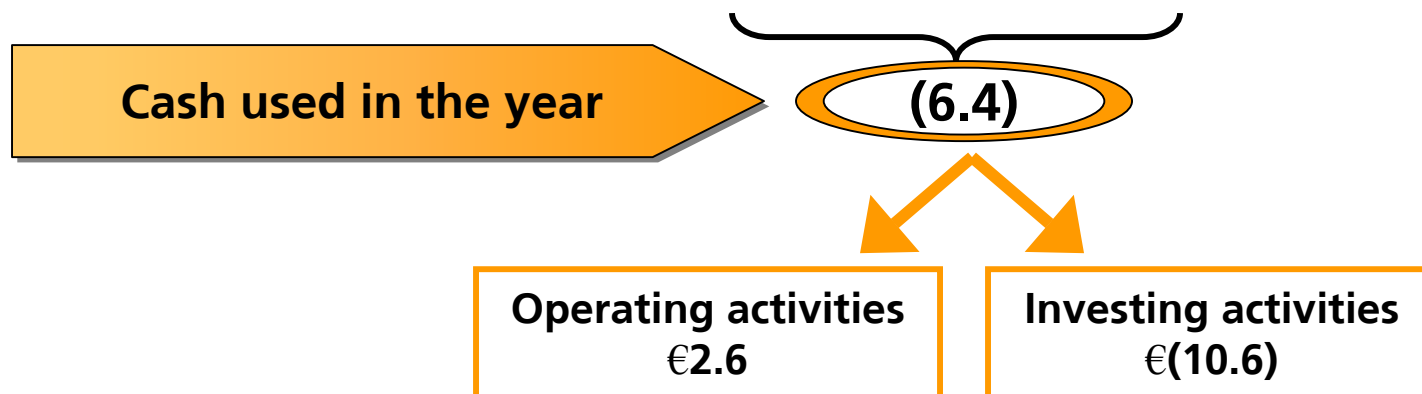 Cash used in the year
(6.4)
Operating activities
€2.6
Investing activities
€(10.6)